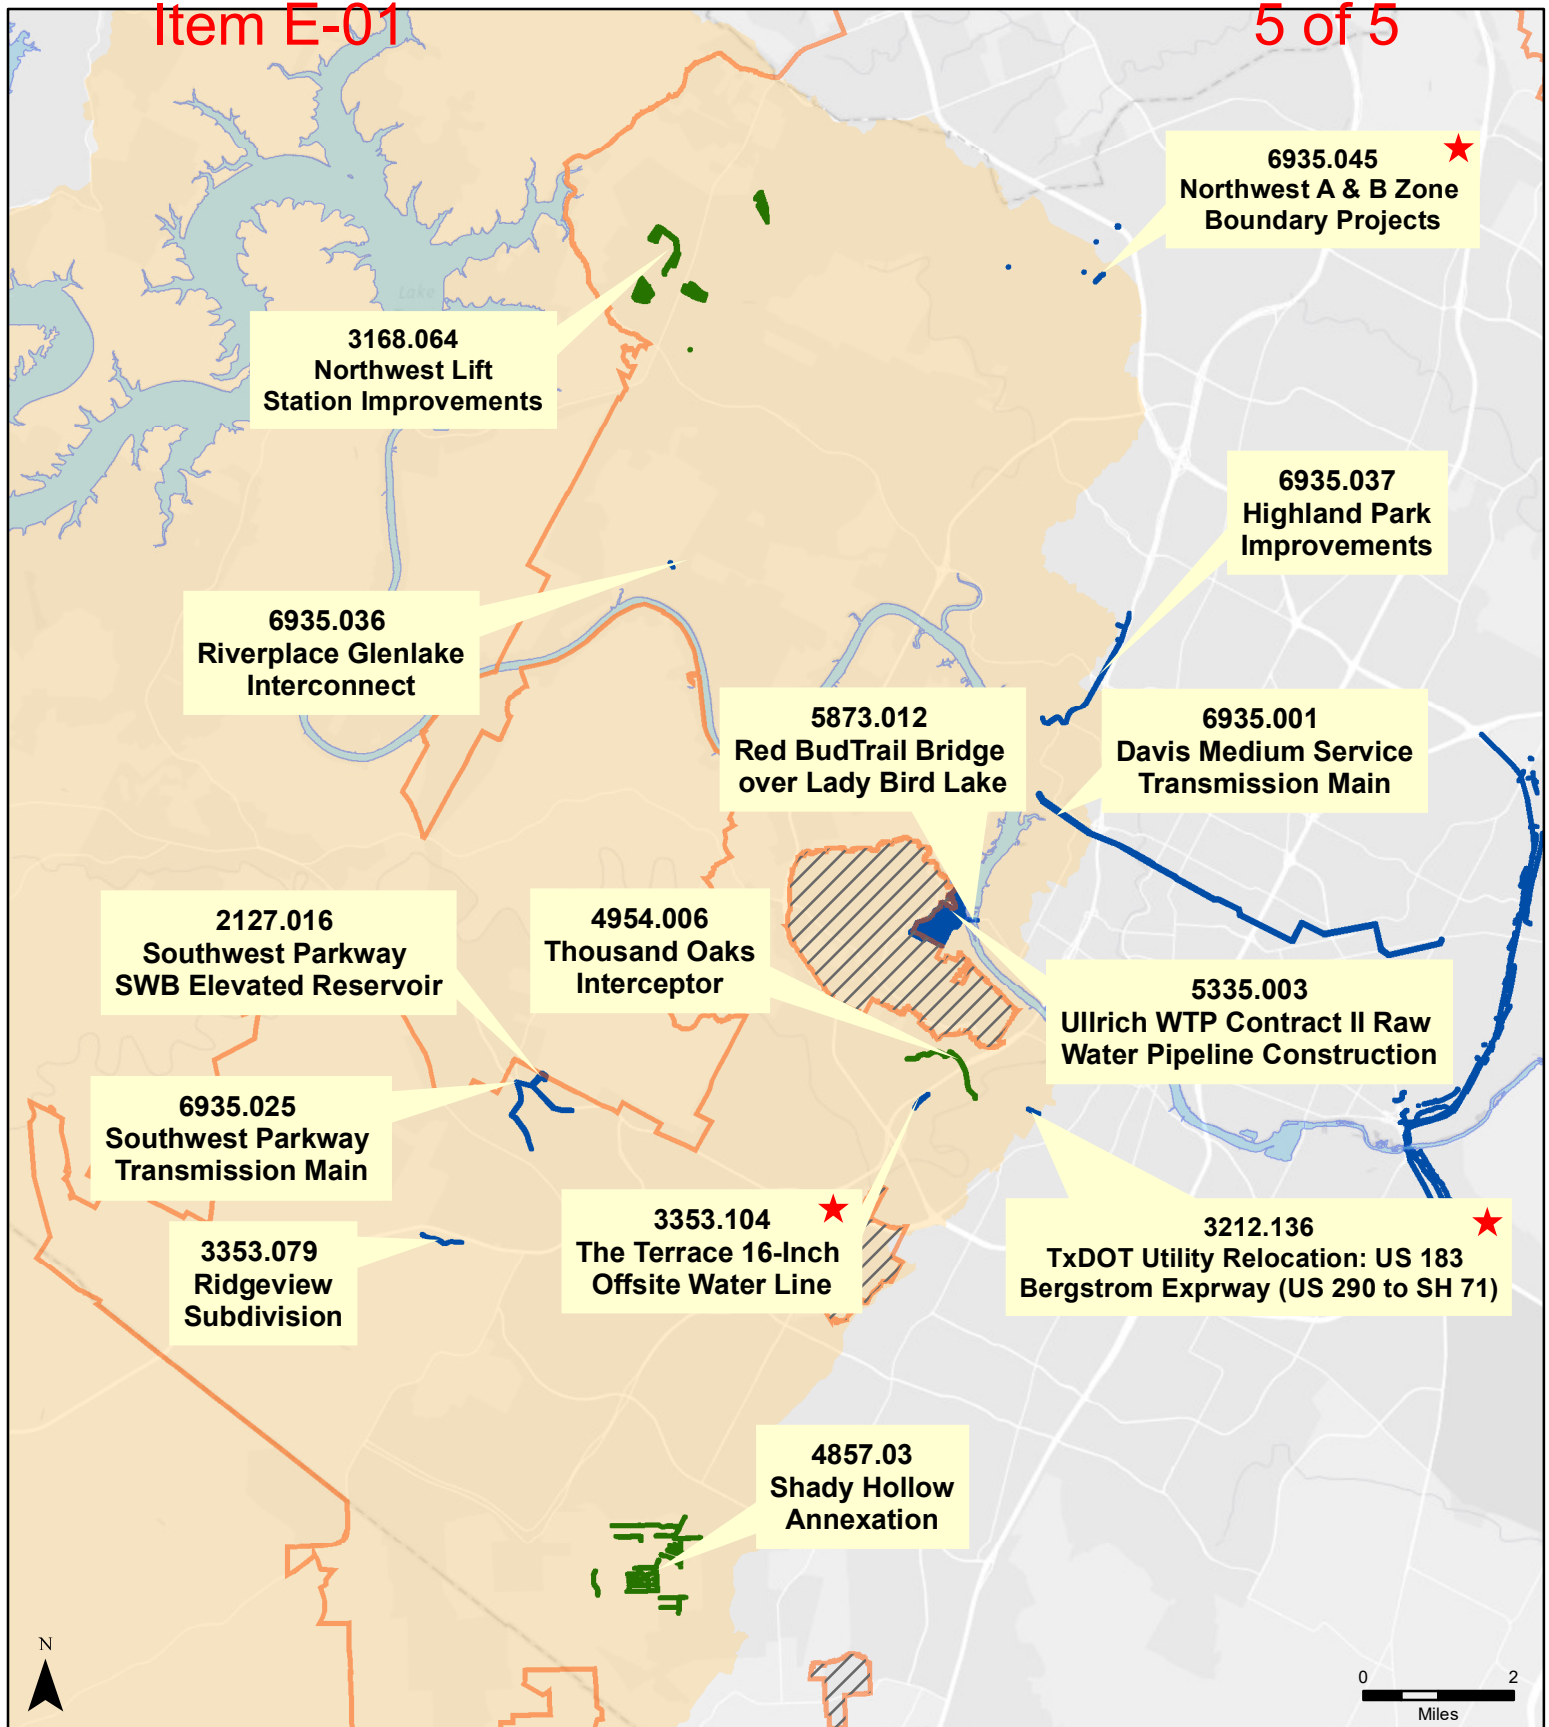 Item E-01
5 of 5
6935.045
Northwest A & B Zone
Boundary Projects
Lake
3168.064
Northwest Lift
Station Improvements
6935.037
Highland Park
Improvements
6935.036
Riverplace Glenlake
Interconnect
5873.012
Red BudTrail Bridge
over Lady Bird Lake
6935.001
Davis Medium Service
Transmission Main
2127.016
Southwest Parkway
SWB Elevated Reservoir
4954.006
Thousand Oaks
Interceptor
5335.003
Ullrich WTP Contract II Raw
Water Pipeline Construction
6935.025
Southwest Parkway
Transmission Main
3353.104
The Terrace 16-Inch
Offsite Water Line
3212.136
TxDOT Utility Relocation: US 183
Bergstrom Exprway (US 290 to SH 71)
3353.079
Ridgeview
Subdivision
4857.03
Shady Hollow
Annexation
N
0 2
Miles